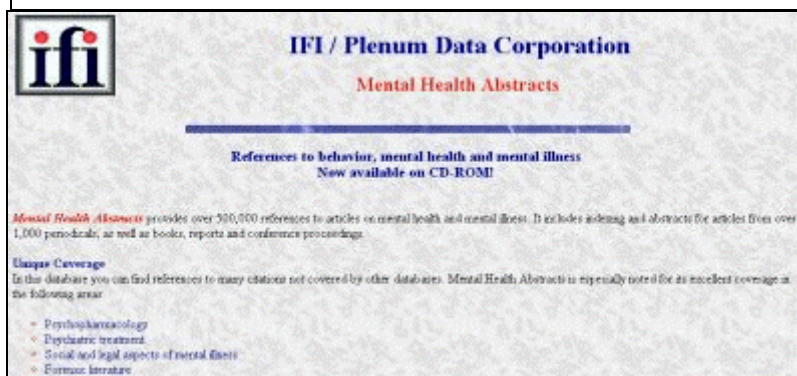 ifi
IFI / Plenum Data Corporation
Mental Health Abstracts
References to behavior, mental health and mental illness
Now available on CD-ROM!
Mental Health Abstracts provides over 500,000 references to articles on mental health and mental illness. It includes indexing and abstracts for articles from over
1,000 periodicals, as well as books, reports and conference proceedings.
Unique Coverage
In this database you can find references to many citations not covered by other databases. Mental Health Abstracts is especially noted for its excellent coverage in
the following areas:
Psychopharmacology
Psychiatric treatment
Social and legal aspects of mental illness
Forensic literature